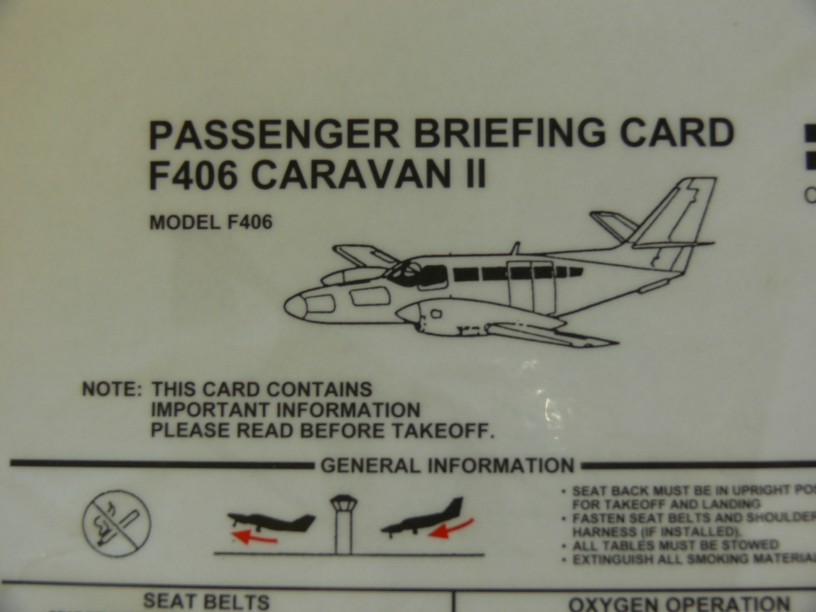 PASSENGER BRIEFING CARD
F406 CARAVAN II
MODEL F406
NOTE: THIS CARD CONTAINS
IMPORTANT INFORMATION
PLEASE READ BEFORE TAKEOFF.
GENERAL INFORMATION
• SEAT BACK MUST BE IN UPRIGHT
FOR TAKEOFF AND LANDING
• FASTEN SEAT BELTS AND SHOULDER
HARNESS (IF INSTALLED).
• ALL TABLES MUST BE STOWED
• EXTINGUISH ALL SMOKING MATERIAL
SEAT BELTS
OXYGEN OPERATION